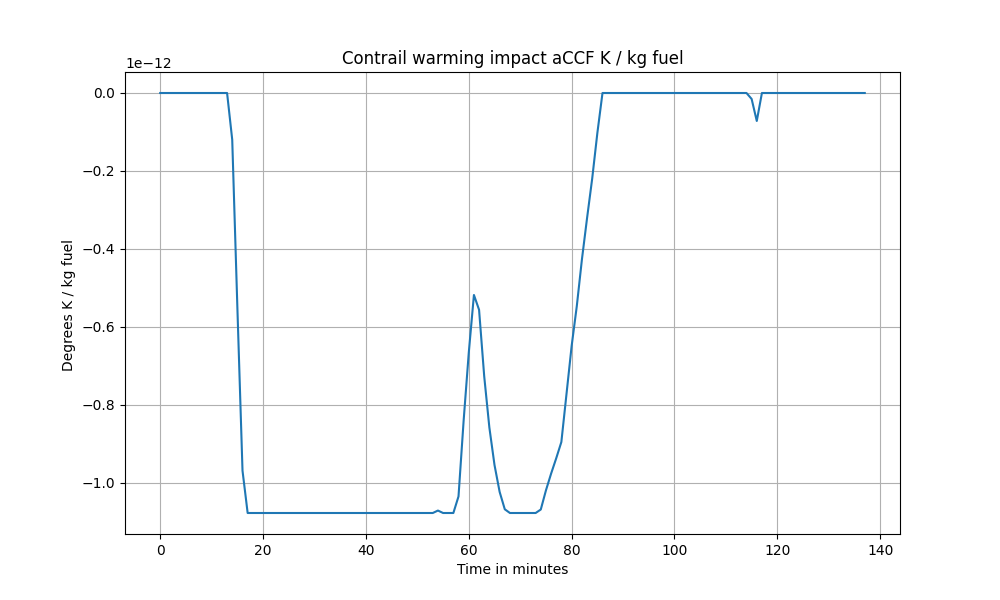 Contrail warming impact aCCF K / kg fuel
1e−12
0.0
−0.2
−0.4
−0.6
−0.8
−1.0
Degrees K / kg fuel
0 20 40 60 80 100 120 140
Time in minutes